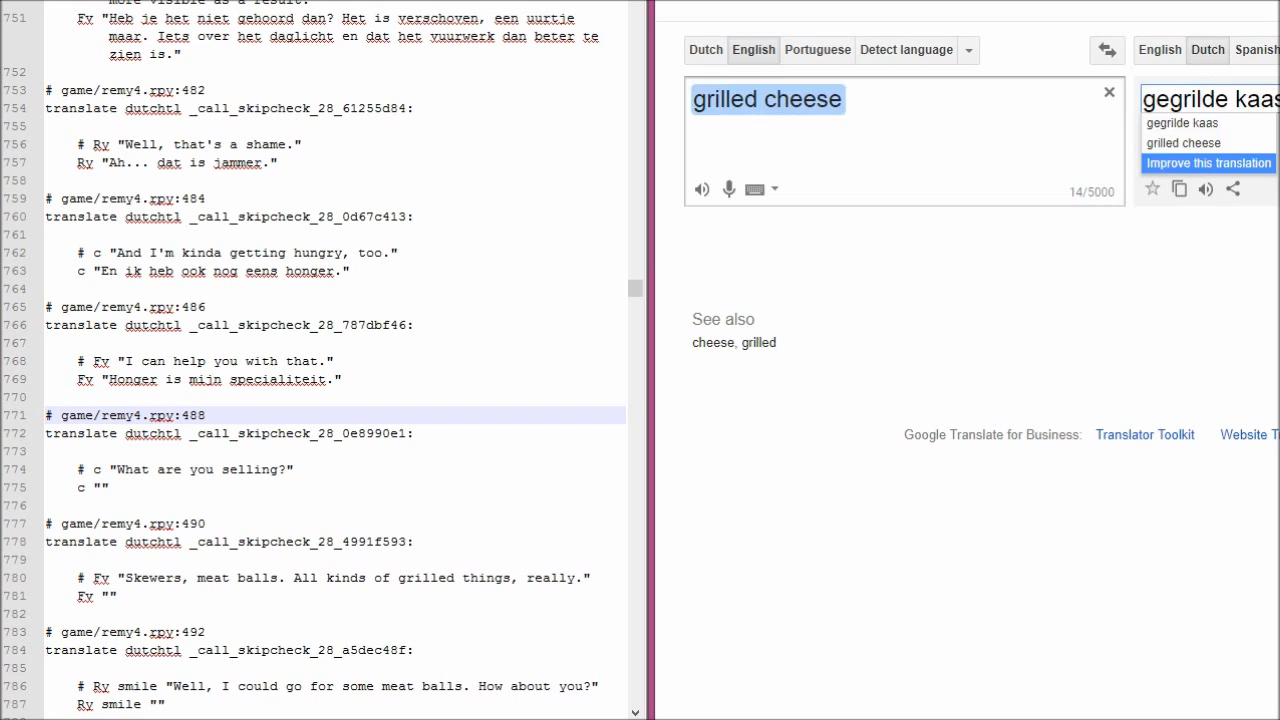 more visible as a result."
751 Fv "Heb je het niet gehoord dan? Het is verschoven, een uurtje
maar. Iets over het daglicht en dat het vuurwerk dan beter te
zien is."
752
753 # game/remy4.rpy:482
754 translate dutchtl _call_skipcheck_28_61255d84:
755
756 # Ry "Well, that's a shame."
757 Ry "Ah... dat is jammer."
758
759 # game/remy4.rpy:484
760 translate dutchtl _call_skipcheck_28_0d67c413:
761
762 # c "And I'm kinda getting hungry, too."
763 c "En ik heb ook nog eens honger."
764
765 # game/remy4.rpy:486
766 translate dutchtl _call_skipcheck_28_787dbf46:
767
768 # Fv "I can help you with that."
769 Fv "Honger is mijn specialiteit."
770
771 # game/remy4.rpy:488
772 translate dutchtl _call_skipcheck_28_0e8990e1:
773
774 # c "What are you selling?"
775 c ""
776
777 # game/remy4.rpy:490
778 translate dutchtl _call_skipcheck_28_4991f593:
779
780 # Fv "Skewers, meat balls. All kinds of grilled things, really."
781 Fv ""
782
783 # game/remy4.rpy:492
784 translate dutchtl _call_skipcheck_28_a5dec48f:
785
786 # Ry smile "Well, I could go for some meat balls. How about you?"
787 Ry smile ""
Dutch English Portuguese Detect language
English Dutch Spanish
grilled cheese
14/5000
gegrilde kaas
gegrilde kaas
grilled cheese
Improve this translation
See also
cheese, grilled
Google Translate for Business: Translator Toolkit Website T